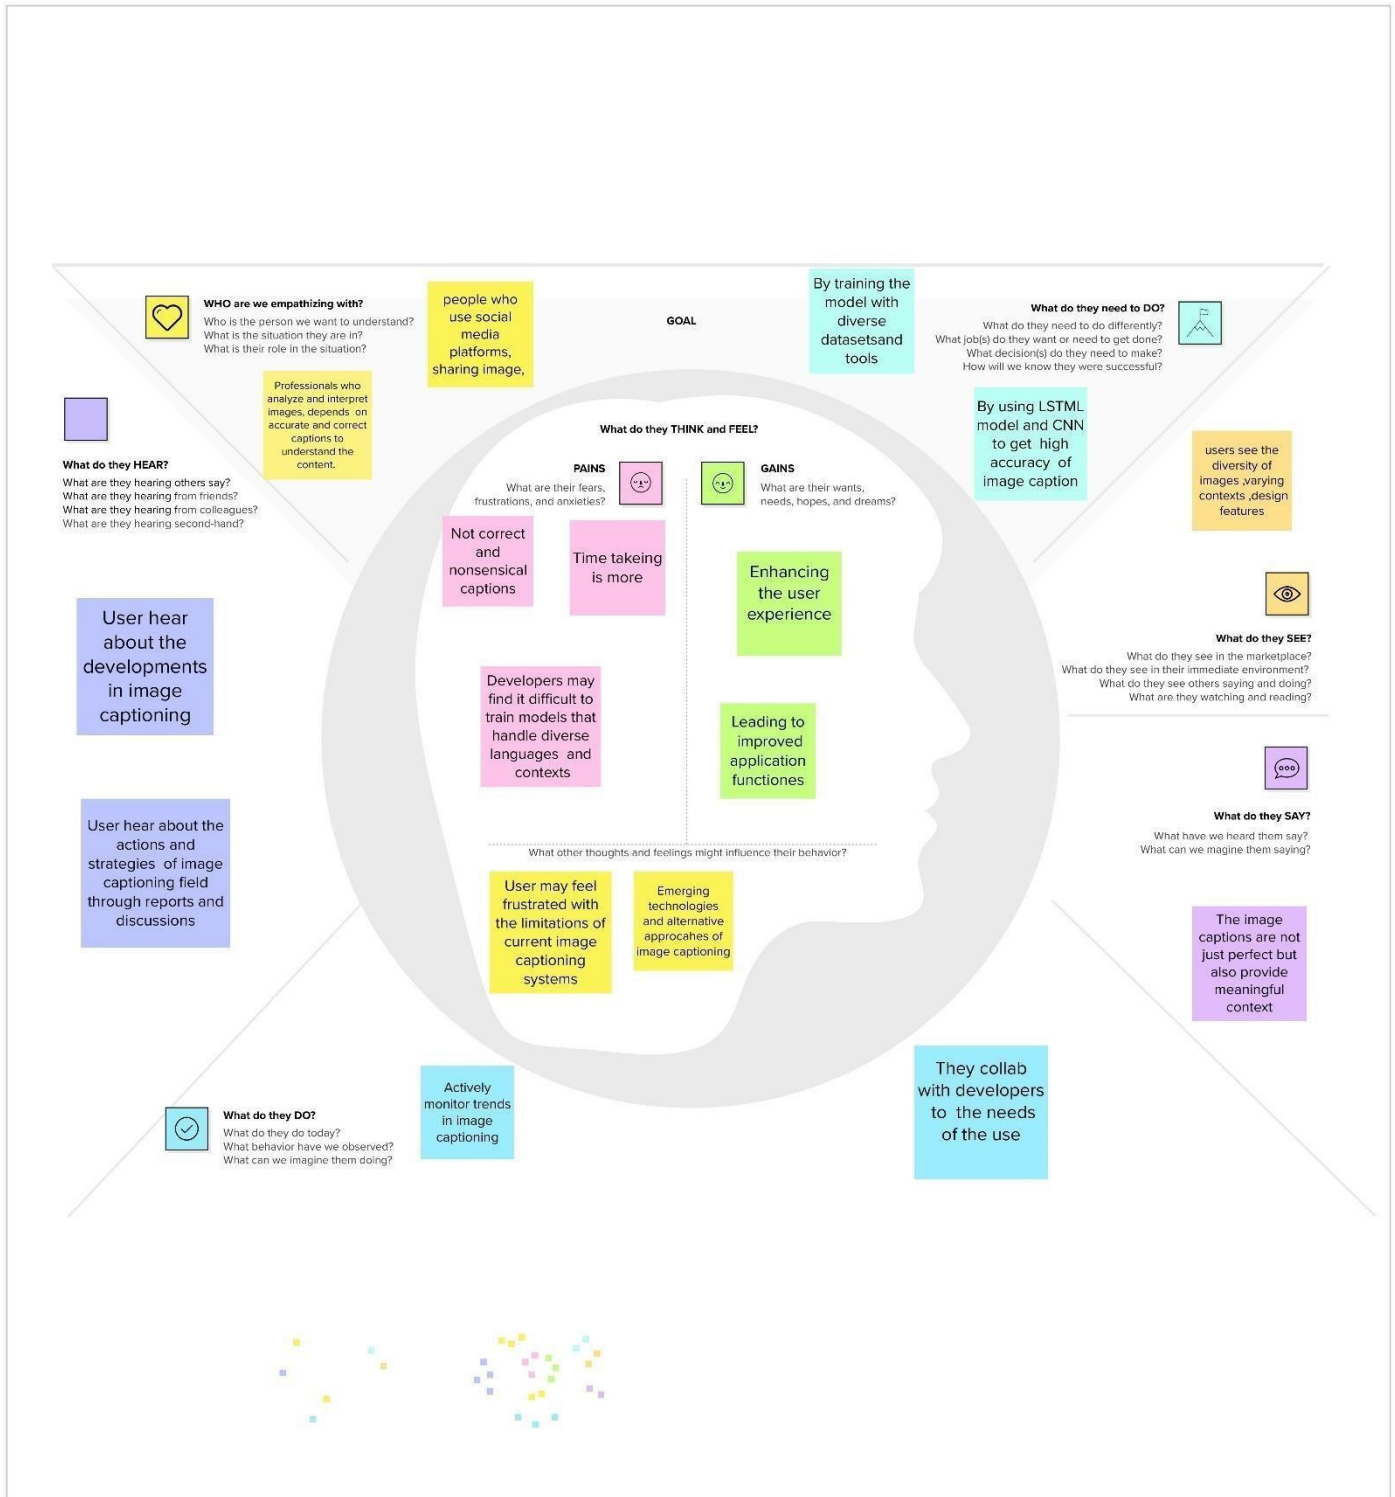 WHO are we empathizing with?
Who is the person we want to understand?
What is the situation they are in?
What is their role in the situation?
people who
use social
media
platforms,
sharing image,
Professionals who
analyze and interpret
images, depends on
accurate and correct
captions to
understand the
content.
GOAL
By training the
model with
diverse
datasetsand
tools
What do they need to DO?
What do they need to do differently?
What job(s) do they want or need to get done?
What decision(s) do they need to make?
How will we know they were successful?
By using LSTML
model and CNN
to get high
accuracy of
image caption
What do they HEAR?
What are they hearing others say?
What are they hearing from friends?
What are they hearing from colleagues?
What are they hearing second-hand?
User hear
about the
developments
in image
captioning
User hear about the
actions and
strategies of image
captioning field
through reports and
discussions
What do they THINK and FEEL?
PAINS
What are their fears,
frustrations, and anxieties?
Not correct
and
nonsensical
captions
Time takeing
is more
Developers may
find it difficult to
train models that
handle diverse
languages and
contexts
GAINS
What are their wants,
needs, hopes, and dreams?
Enhancing
the user
experience
Leading to
improved
application
functiones
What other thoughts and feelings might influence their behavior?
User may feel
frustrated with
the limitations of
current image
captioning
systems
Emerging
technologies
and alternative
approcahes of
image captioning
users see the
diversity of
images ,varying
contexts ,design
features
What do they SEE?
What do they see in the marketplace?
What do they see in their immediate environment?
What do they see others saying and doing?
What are they watching and reading?
What do they SAY?
What have we heard them say?
What can we magine them saying?
The image
captions are not
just perfect but
also provide
meaningful
context
What do they DO?
What do they do today?
What behavior have we observed?
What can we imagine them doing?
Actively
monitor trends
in image
captioning
They collab
with developers
to the needs
of the use